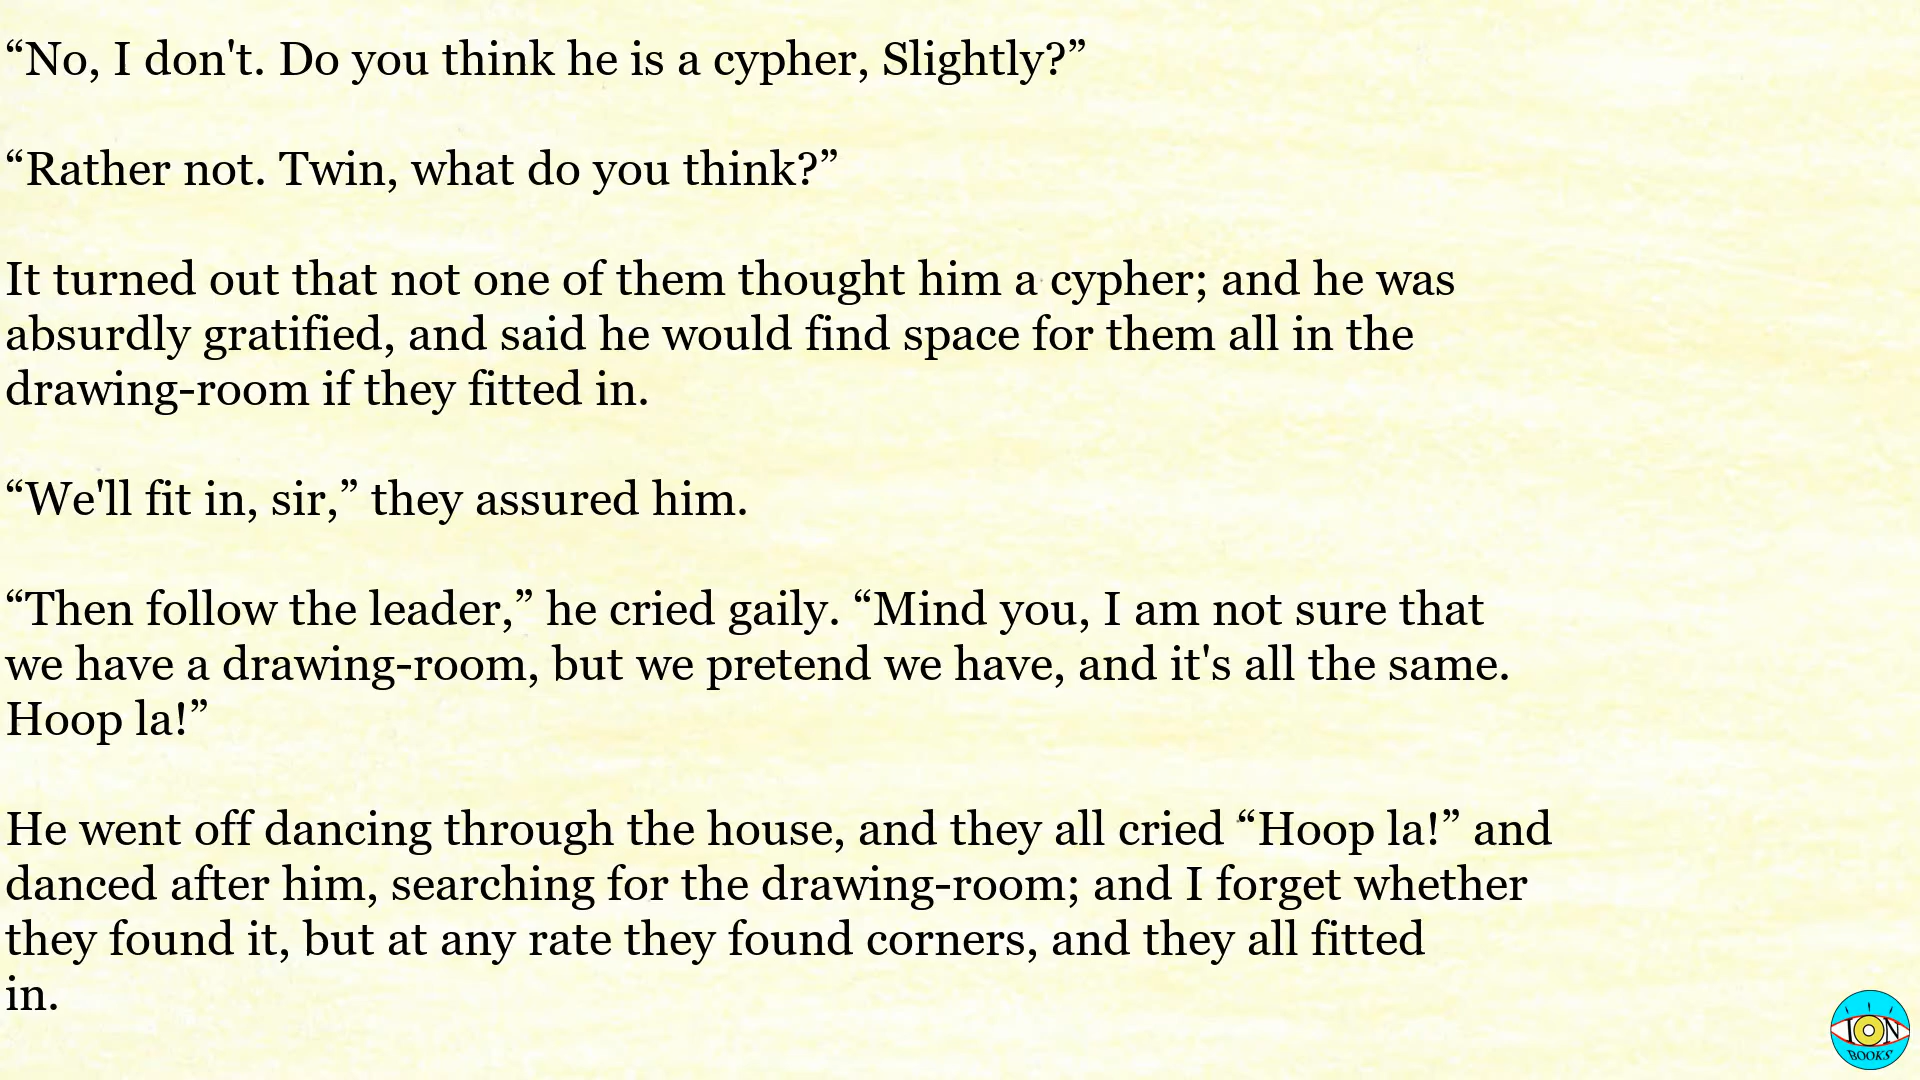 “No, I don't. Do you think he is a cypher, Slightly?”
“Rather not. Twin, what do you think?”
It turned out that not one of them thought him a cypher; and he was
absurdly gratified, and said he would find space for them all in the
drawing-room if they fitted in.
“We'll fit in, sir,” they assured him.
“Then follow the leader,” he cried gaily. “Mind you, I am not sure that
we have a drawing-room, but we pretend we have, and it's all the same.
Hoop la!”
He went off dancing through the house, and they all cried “Hoop la!” and
danced after him, searching for the drawing-room; and I forget whether
they found it, but at any rate they found corners, and they all fitted
in.
ION
BOOKS